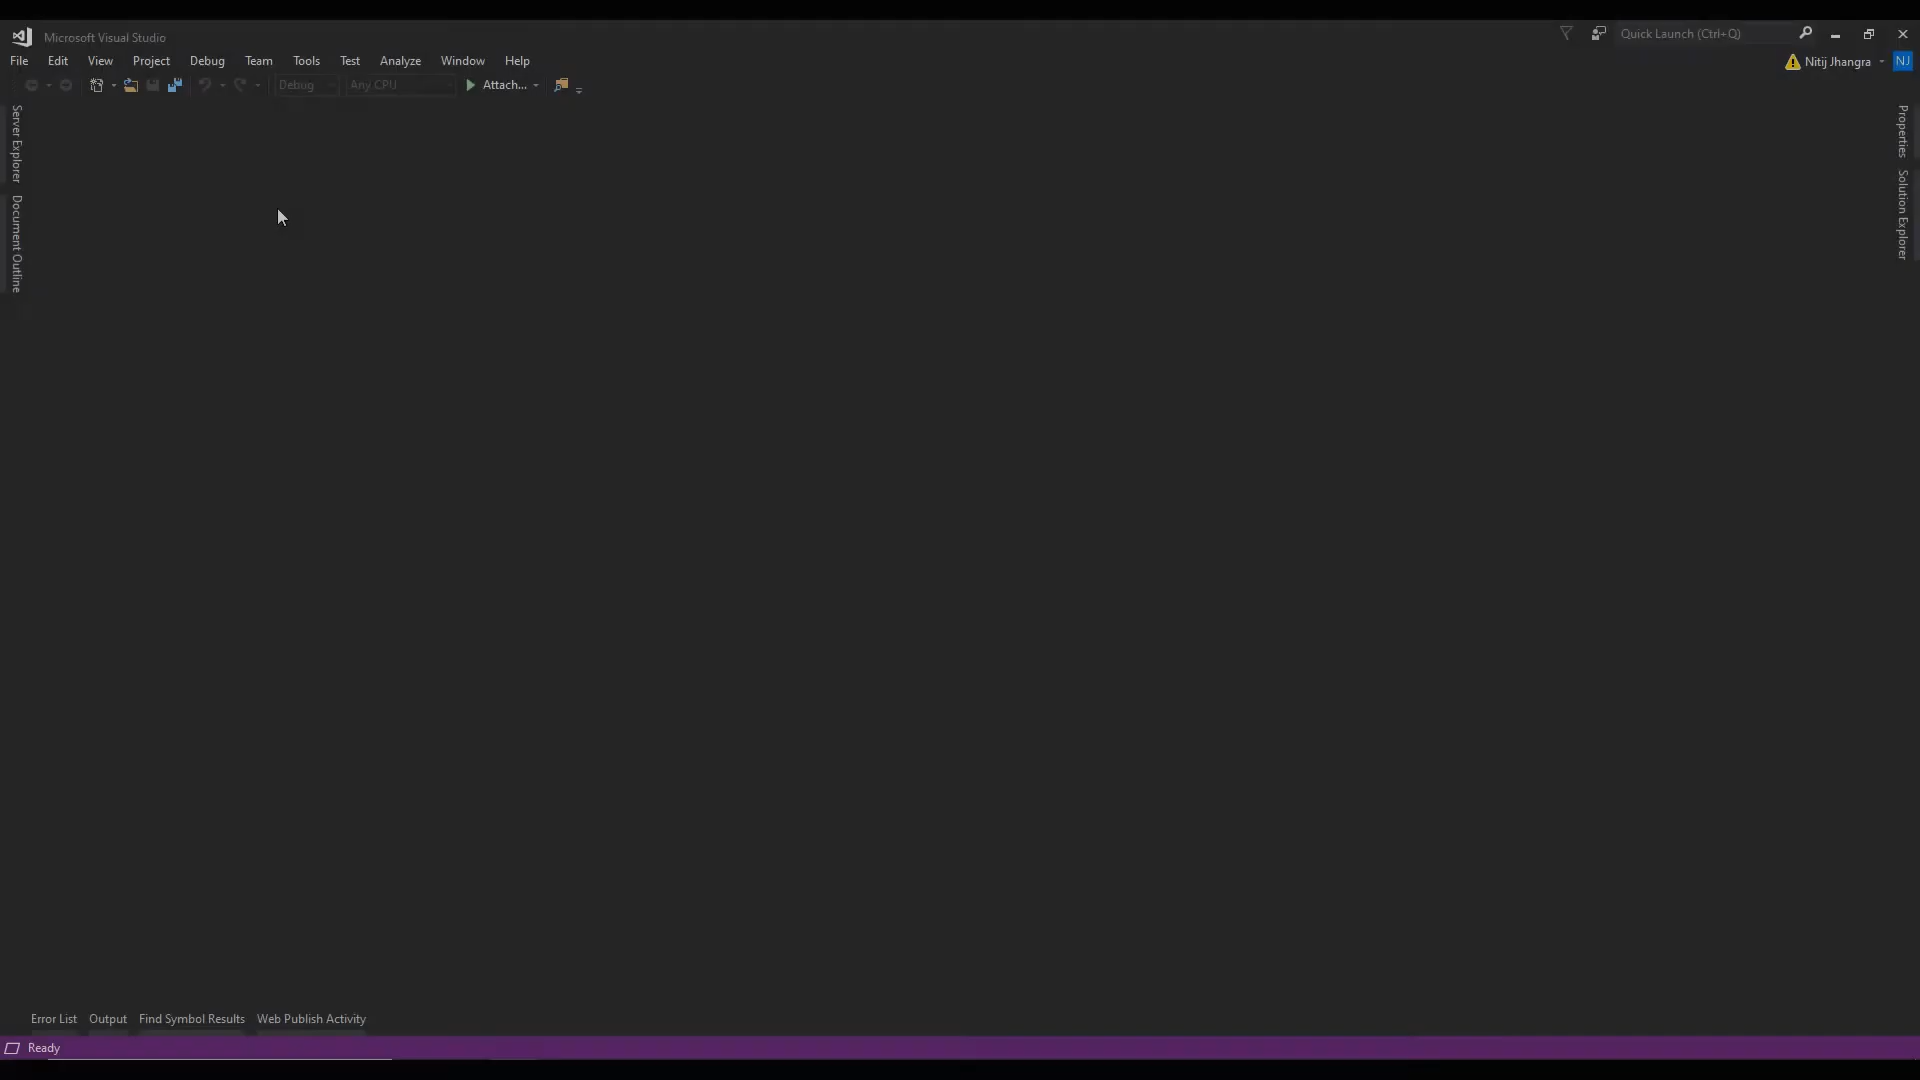 Microsoft Visual Studio
Quick Launch (Ctrl+Q)
File Edit View Project Debug Team Tools Test Analyze Window Help
Nitij Jhangra NJ
Debug Any CPU Attach...
Server Explorer
Document Outline
Properties
Solution Explorer
Error List Output Find Symbol Results Web Publish Activity
Ready